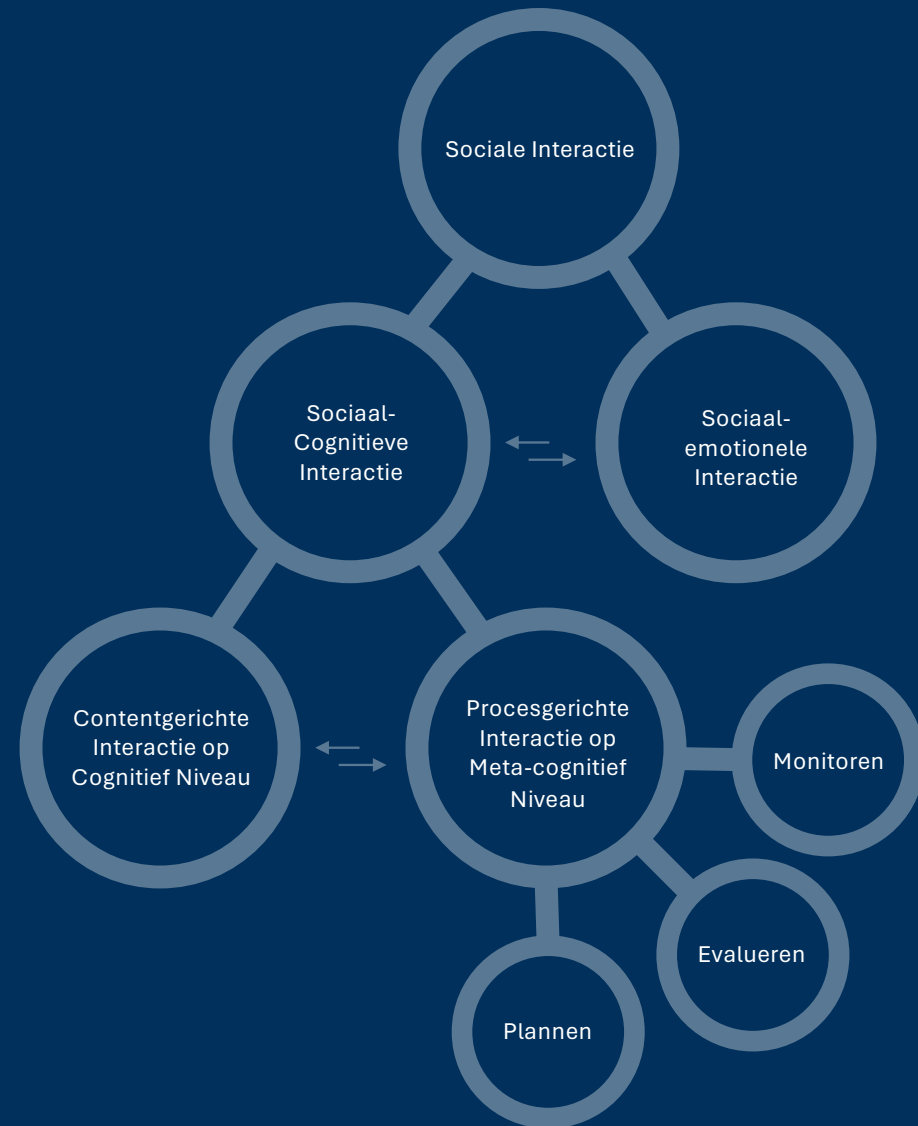 Sociale Interactie
Sociaal-
Cognitieve
Interactie
Sociaal-
emotionele
Interactie
Contentgerichte
Interactie op
Cognitief Niveau
Procesgerichte
Interactie op
Meta-cognitief
Niveau
Monitoren
Evalueren
Plannen